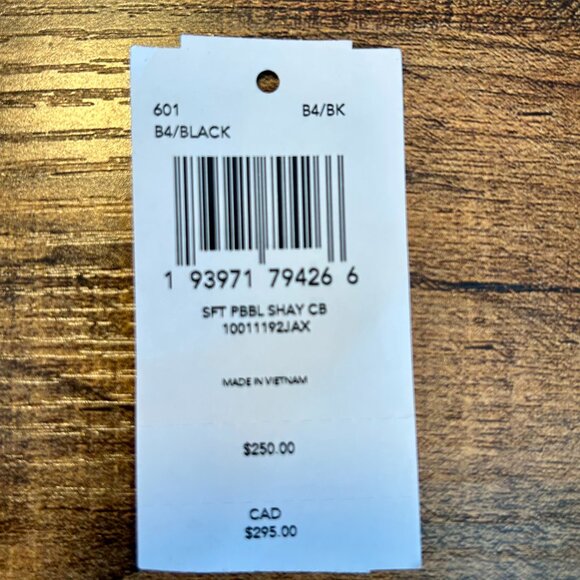 601 B4/BK
B4/BLACK
1 93971 79426 6
SFT PBBL SHAY CB
10011192JAX
MADE IN VIETNAM
$250.00
CAD
$295.00